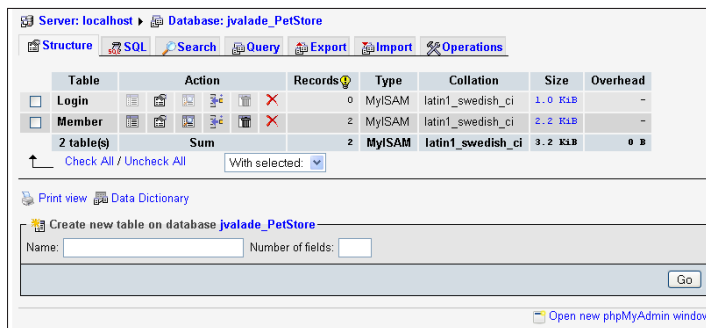 Server: localhost ▸ Database: jvalade_PetStore
Structure SQL Search Query Export Import Operations
Table Action Records Type Collation Size Overhead
Login 0 MyISAM latin1_swedish_ci 1.0 KiB -
Member 2 MyISAM latin1_swedish_ci 2.2 KiB -
2 table(s) Sum 2 MyISAM latin1_swedish_ci 3.2 KiB 0 B
Check All / Uncheck All With selected:
Print view Data Dictionary
Create new table on database jvalade_PetStore
Name: Number of fields:
Go
Open new phpMyAdmin window